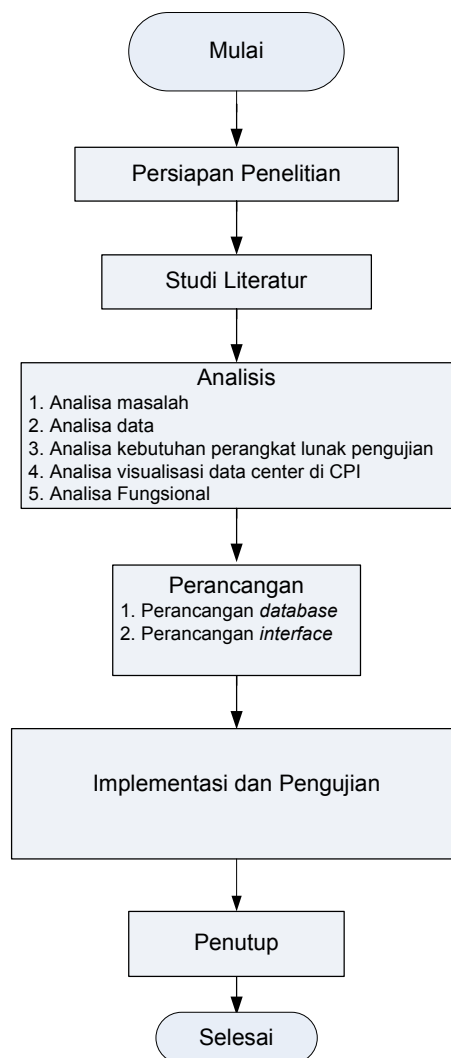 Mulai
Persiapan Penelitian
Studi Literatur
Analisis
1. Analisa masalah
2. Analisa data
3. Analisa kebutuhan perangkat lunak pengujian
4. Analisa visualisasi data center di CPI
5. Analisa Fungsional
Perancangan
1. Perancangan database
2. Perancangan interface
Implementasi dan Pengujian
Penutup
Selesai